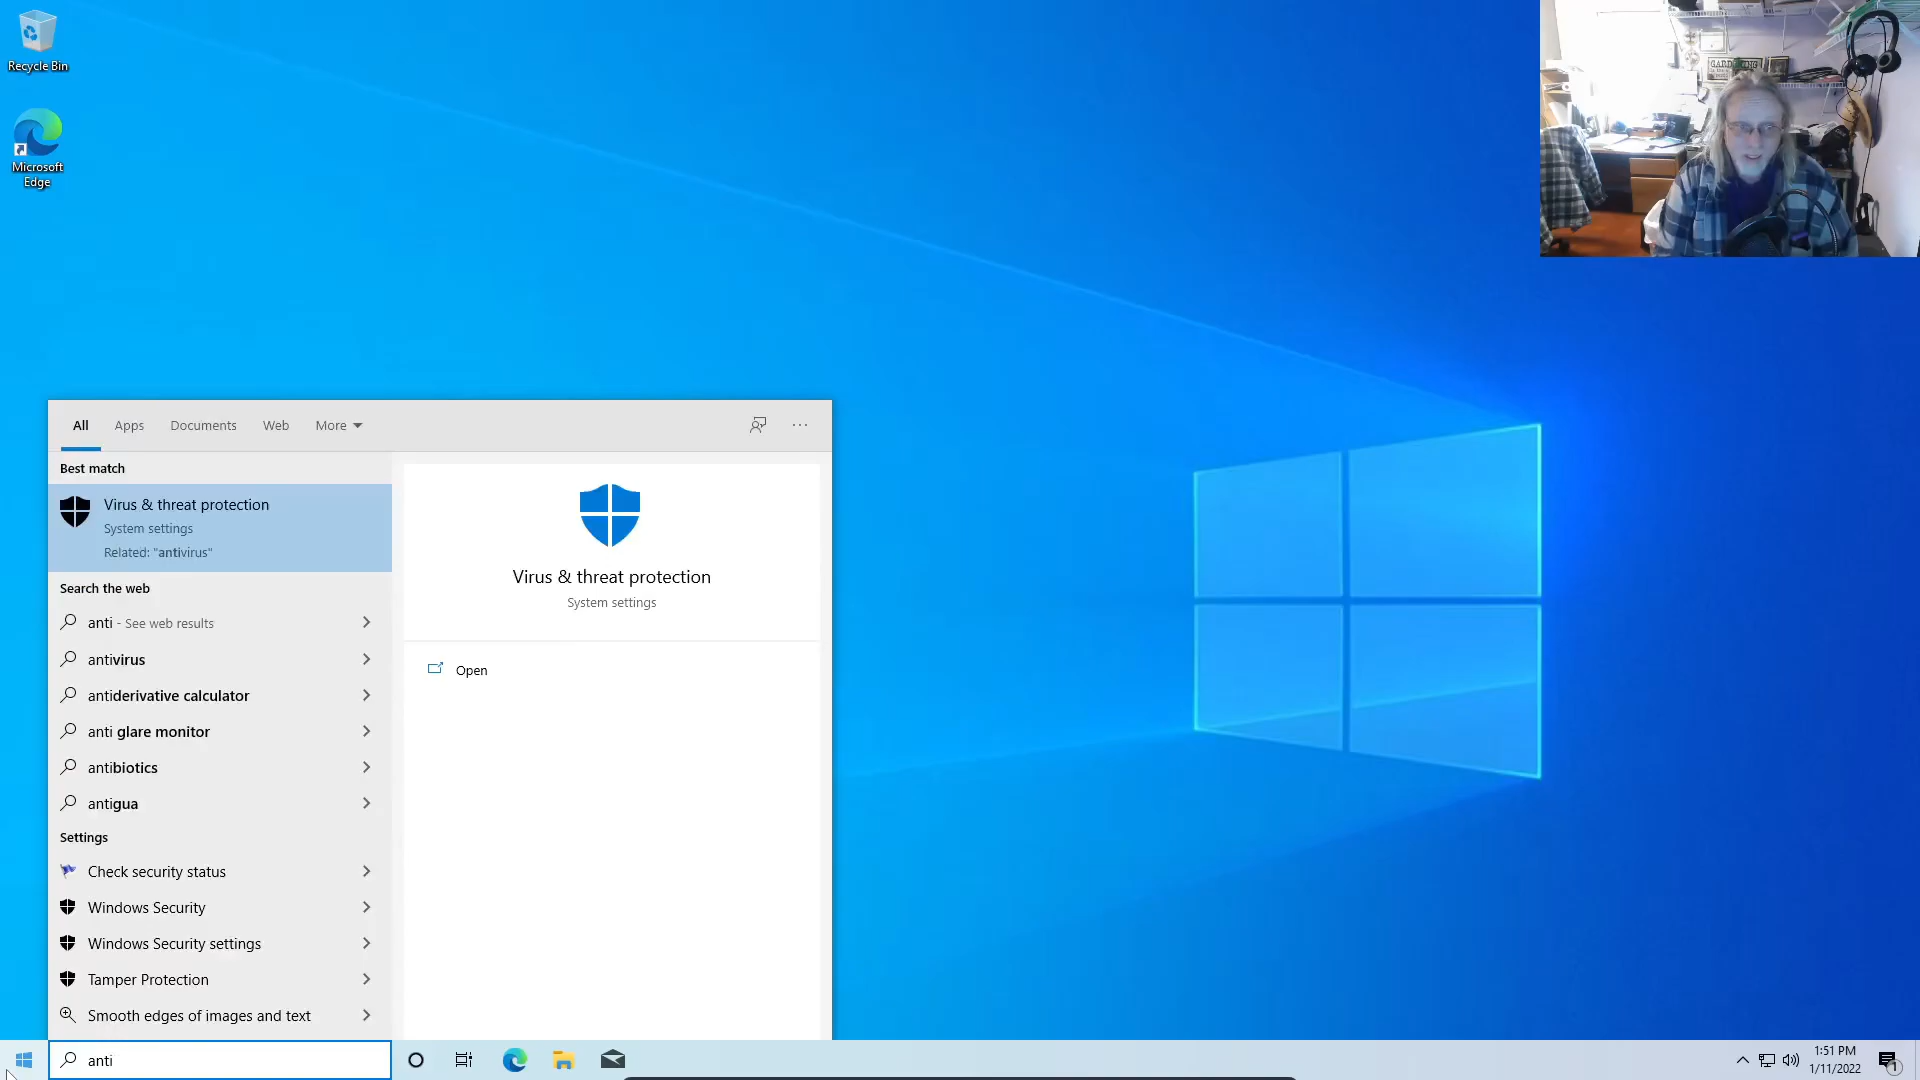 Recycle Bin
Microsoft
Edge
GARDENING
All
Apps
Documents
Web
More
Best match
Virus & threat protection
System settings
Related: "antivirus"
Search the web
anti - See web results
antivirus
antiderivative calculator
anti glare monitor
antibiotics
antigua
Settings
Check security status
Windows Security
Windows Security settings
Tamper Protection
Smooth edges of images and text
Virus & threat protection
System settings
Open
anti
1:51 PM
1/11/2022
1